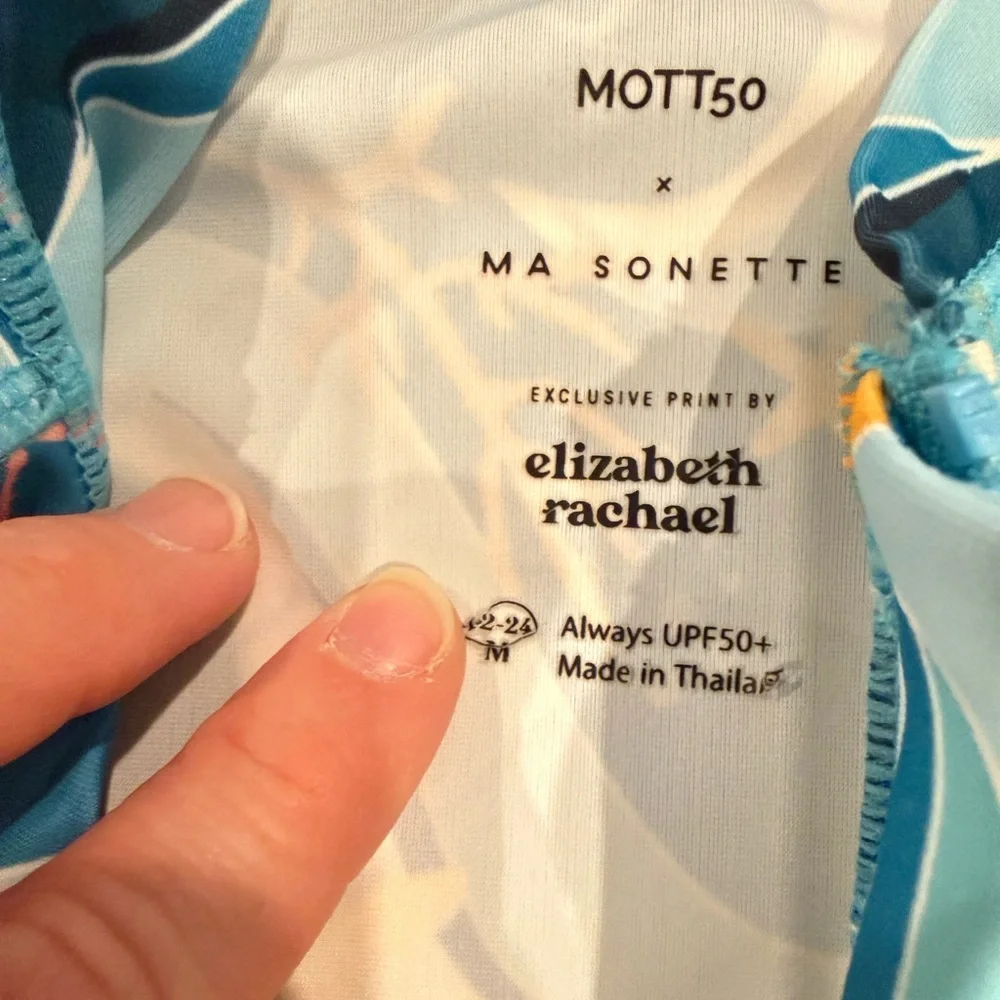 MOTT50
x
MA SONETTE
EXCLUSIVE PRINT BY
elizabeth
rachael
M
Always UPF50+
Made in